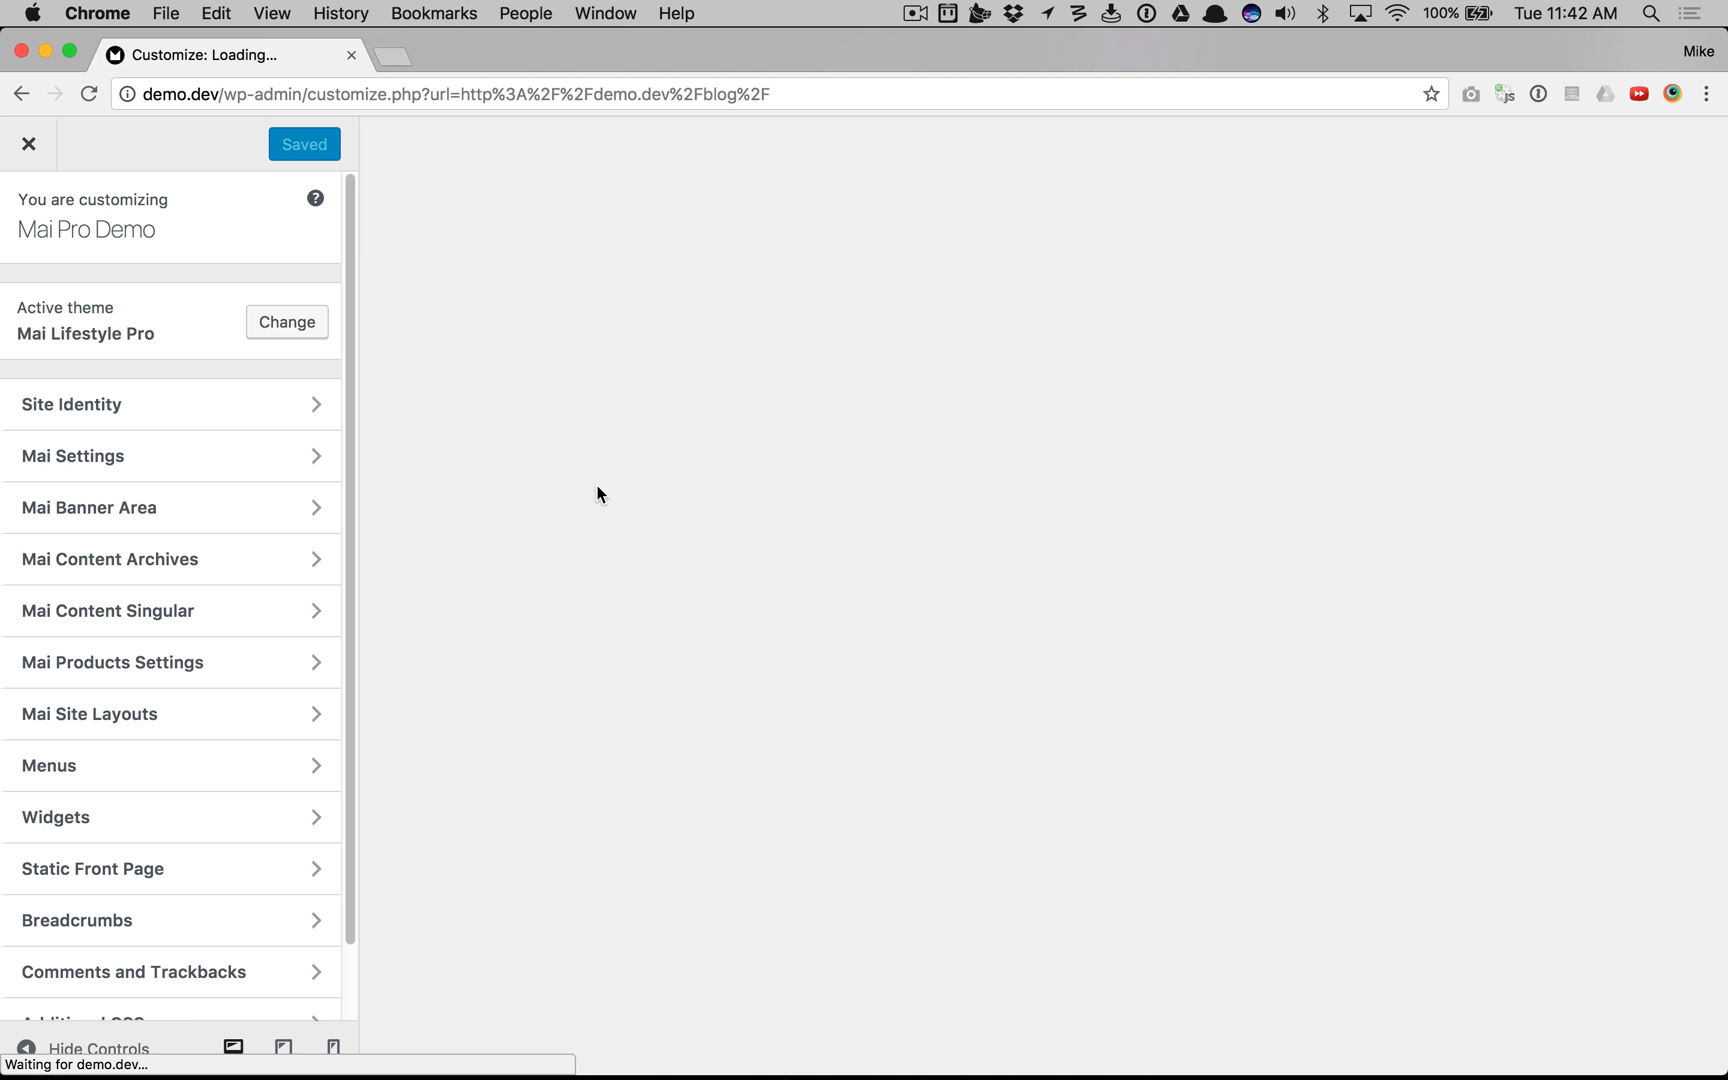 Chrome File Edit View History Bookmarks People Window Help 100% Tue 11:42 AM
Customize: Loading... Mike
demo.dev/wp-admin/customize.php?url=http%3A%2F%2Fdemo.dev%2Fblog%2F
Saved
You are customizing
Mai Pro Demo
Active theme
Mai Lifestyle Pro
Change
Site Identity
Mai Settings
Mai Banner Area
Mai Content Archives
Mai Content Singular
Mai Products Settings
Mai Site Layouts
Menus
Widgets
Static Front Page
Breadcrumbs
Comments and Trackbacks
Hide Controls
Waiting for demo.dev...